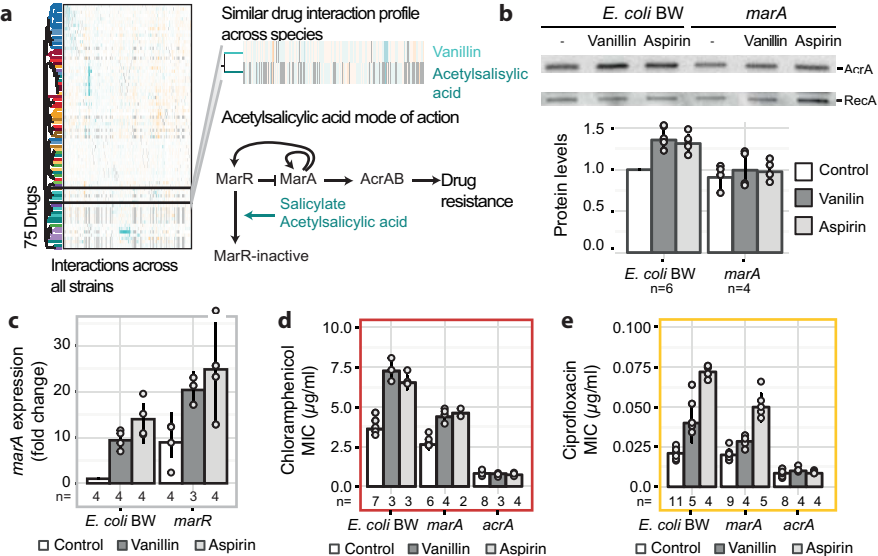 a
Similar drug interaction profile
across species
Vanillin
Acetylsalisylic
acid
Acetylsalicylic acid mode of action
MarR
MarA
AcrAB
Drug
resistance
Salicylate
Acetylsalicylic acid
MarR-inactive
75 Drugs
Interactions across
all strains
b
E. coli BW
marA
- Vanillin Aspirin - Vanillin Aspirin
AcrA
RecA
Protein levels
1.5
1.0
0.5
0.0
E. coli BW
n=6
marA
n=4
Control
Vanilin
Aspirin
c
marA expression
(fold change)
30
20
10
0
n= 4 4 4 4 3 4
E. coli BW marR
Control Vanillin Aspirin
d
Chloramphenicol
MIC (µg/ml)
10.0
7.5
5.0
2.5
0.0
n= 7 3 3 6 4 2 8 3 4
E. coli BW marA acrA
Control Vanillin Aspirin
e
Ciprofloxacin
MIC (µg/ml)
0.100
0.075
0.050
0.025
0.000
n= 11 5 4 9 4 5 8 4 4
E. coli BW marA acrA
Control Vanillin Aspirin